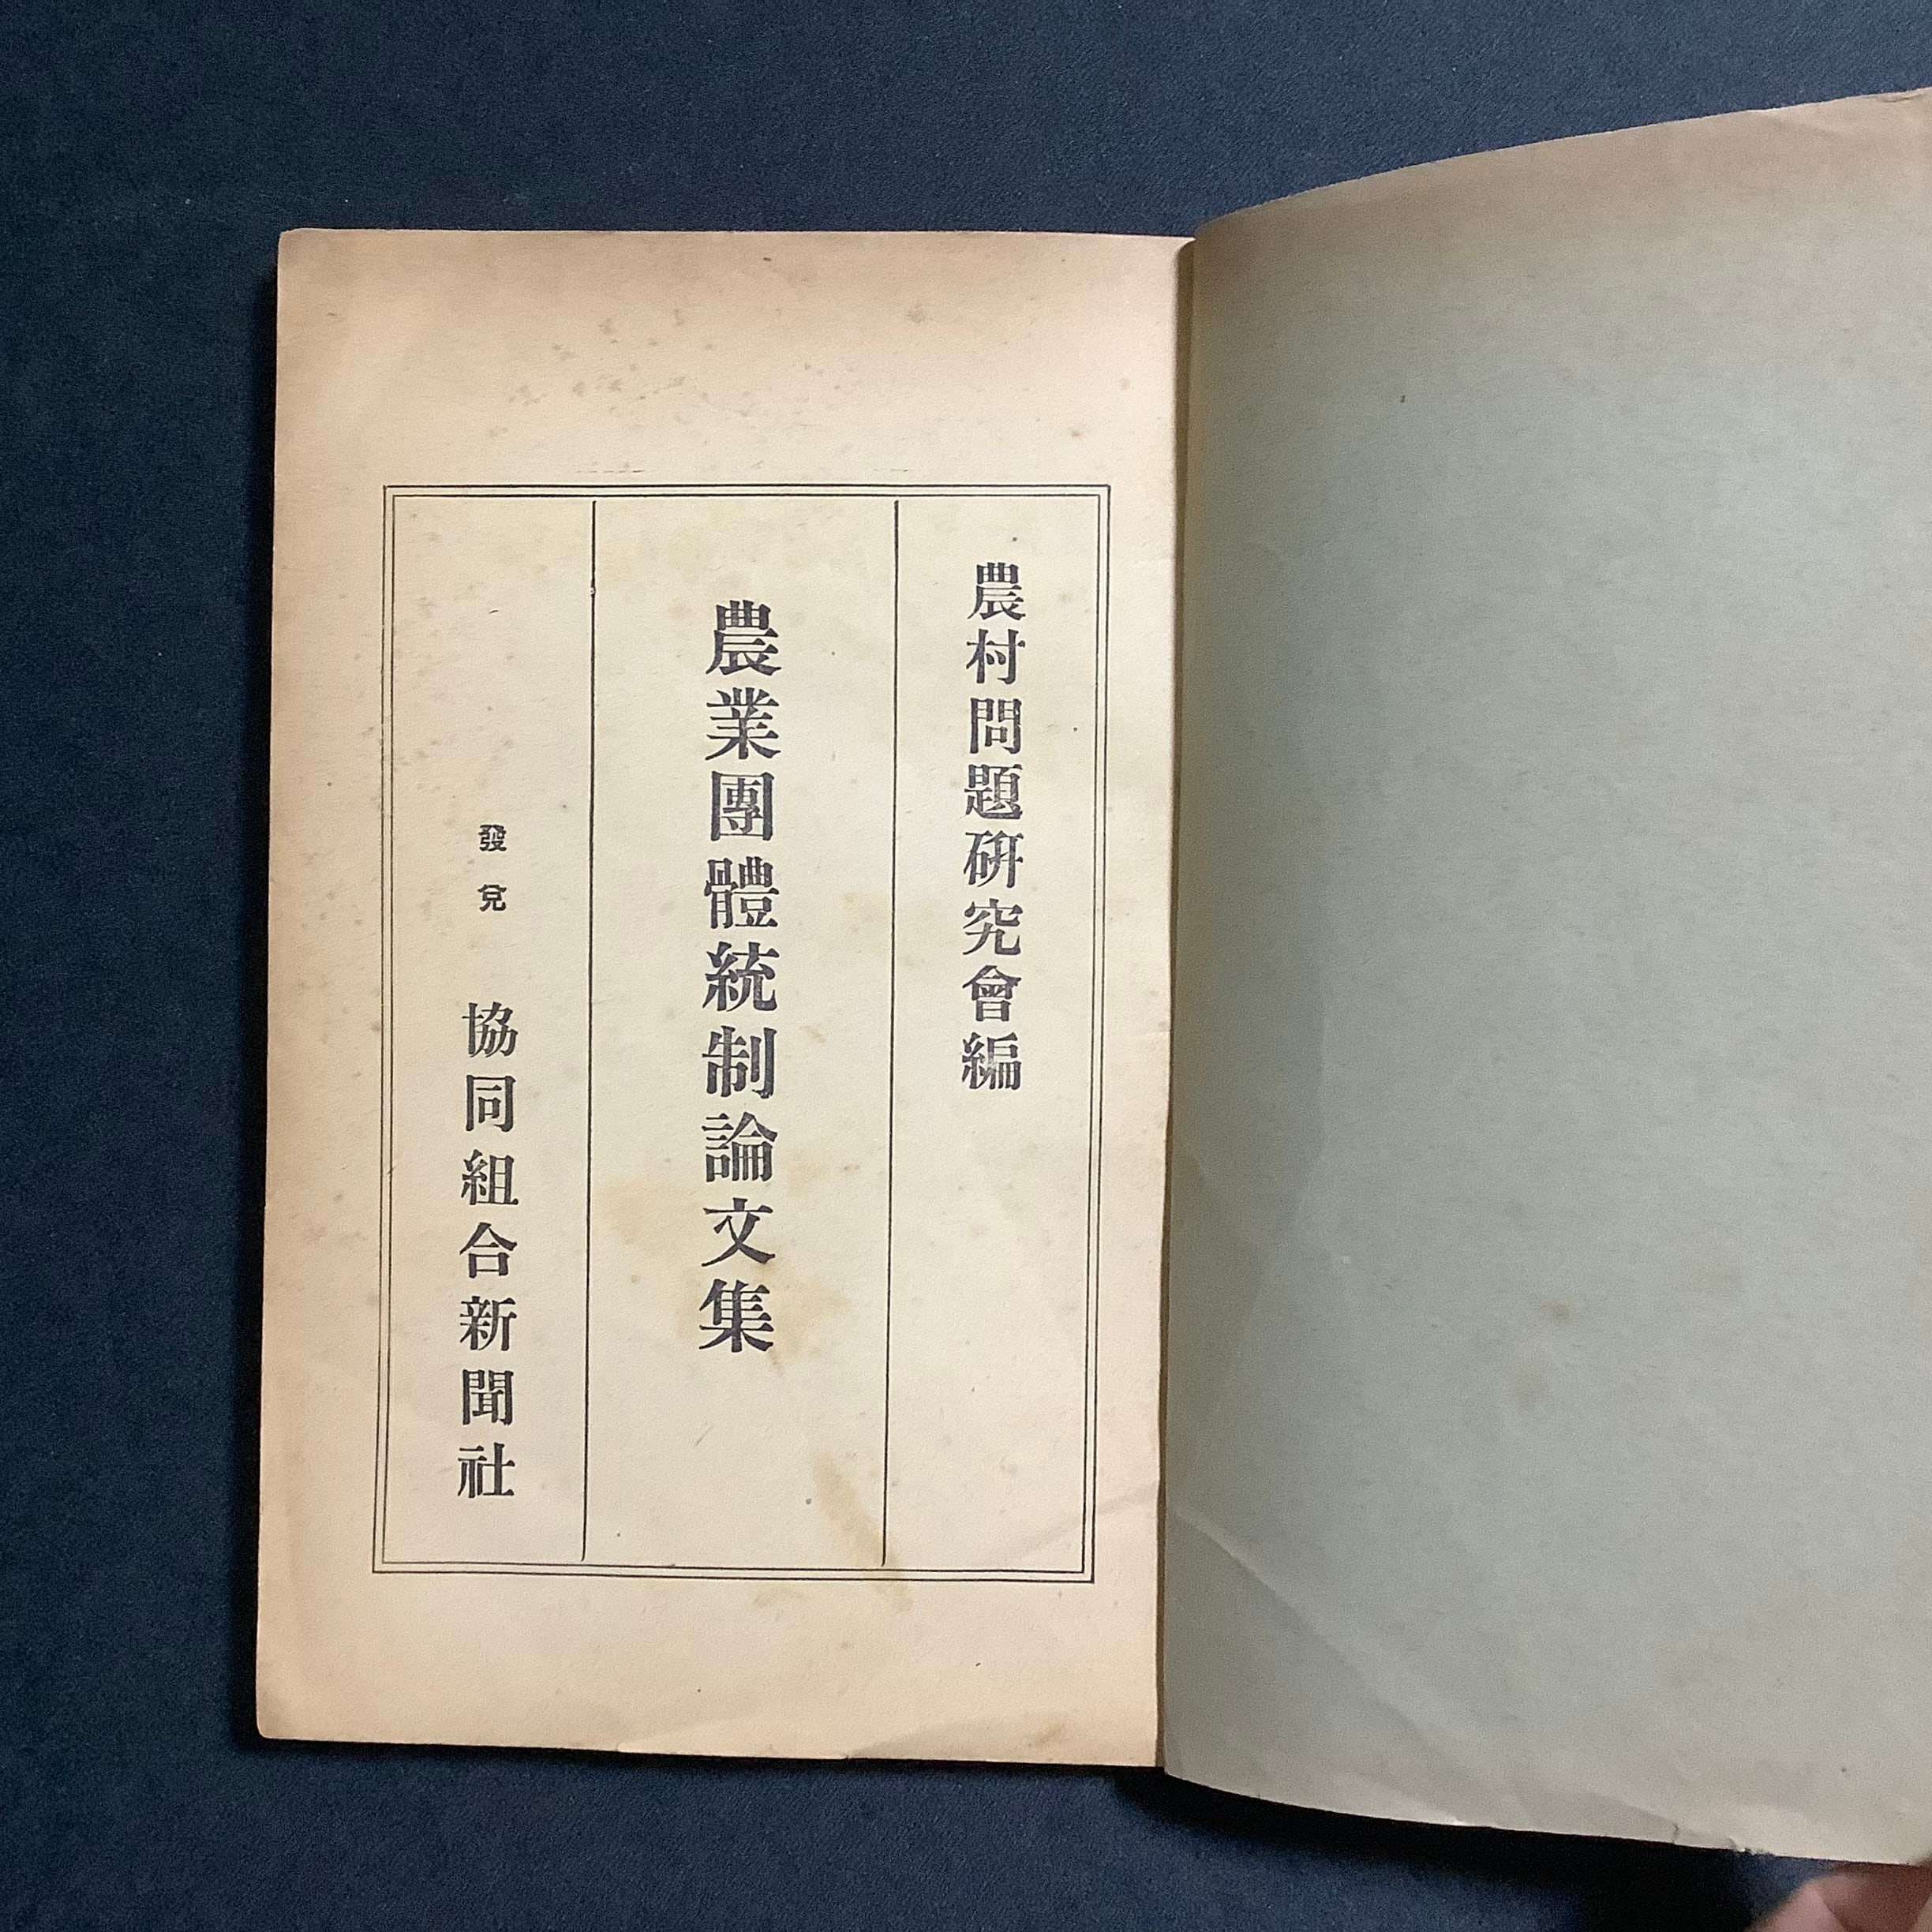 農村問題研究會編
農業團體統制論文集
發兌　協同組合新聞社